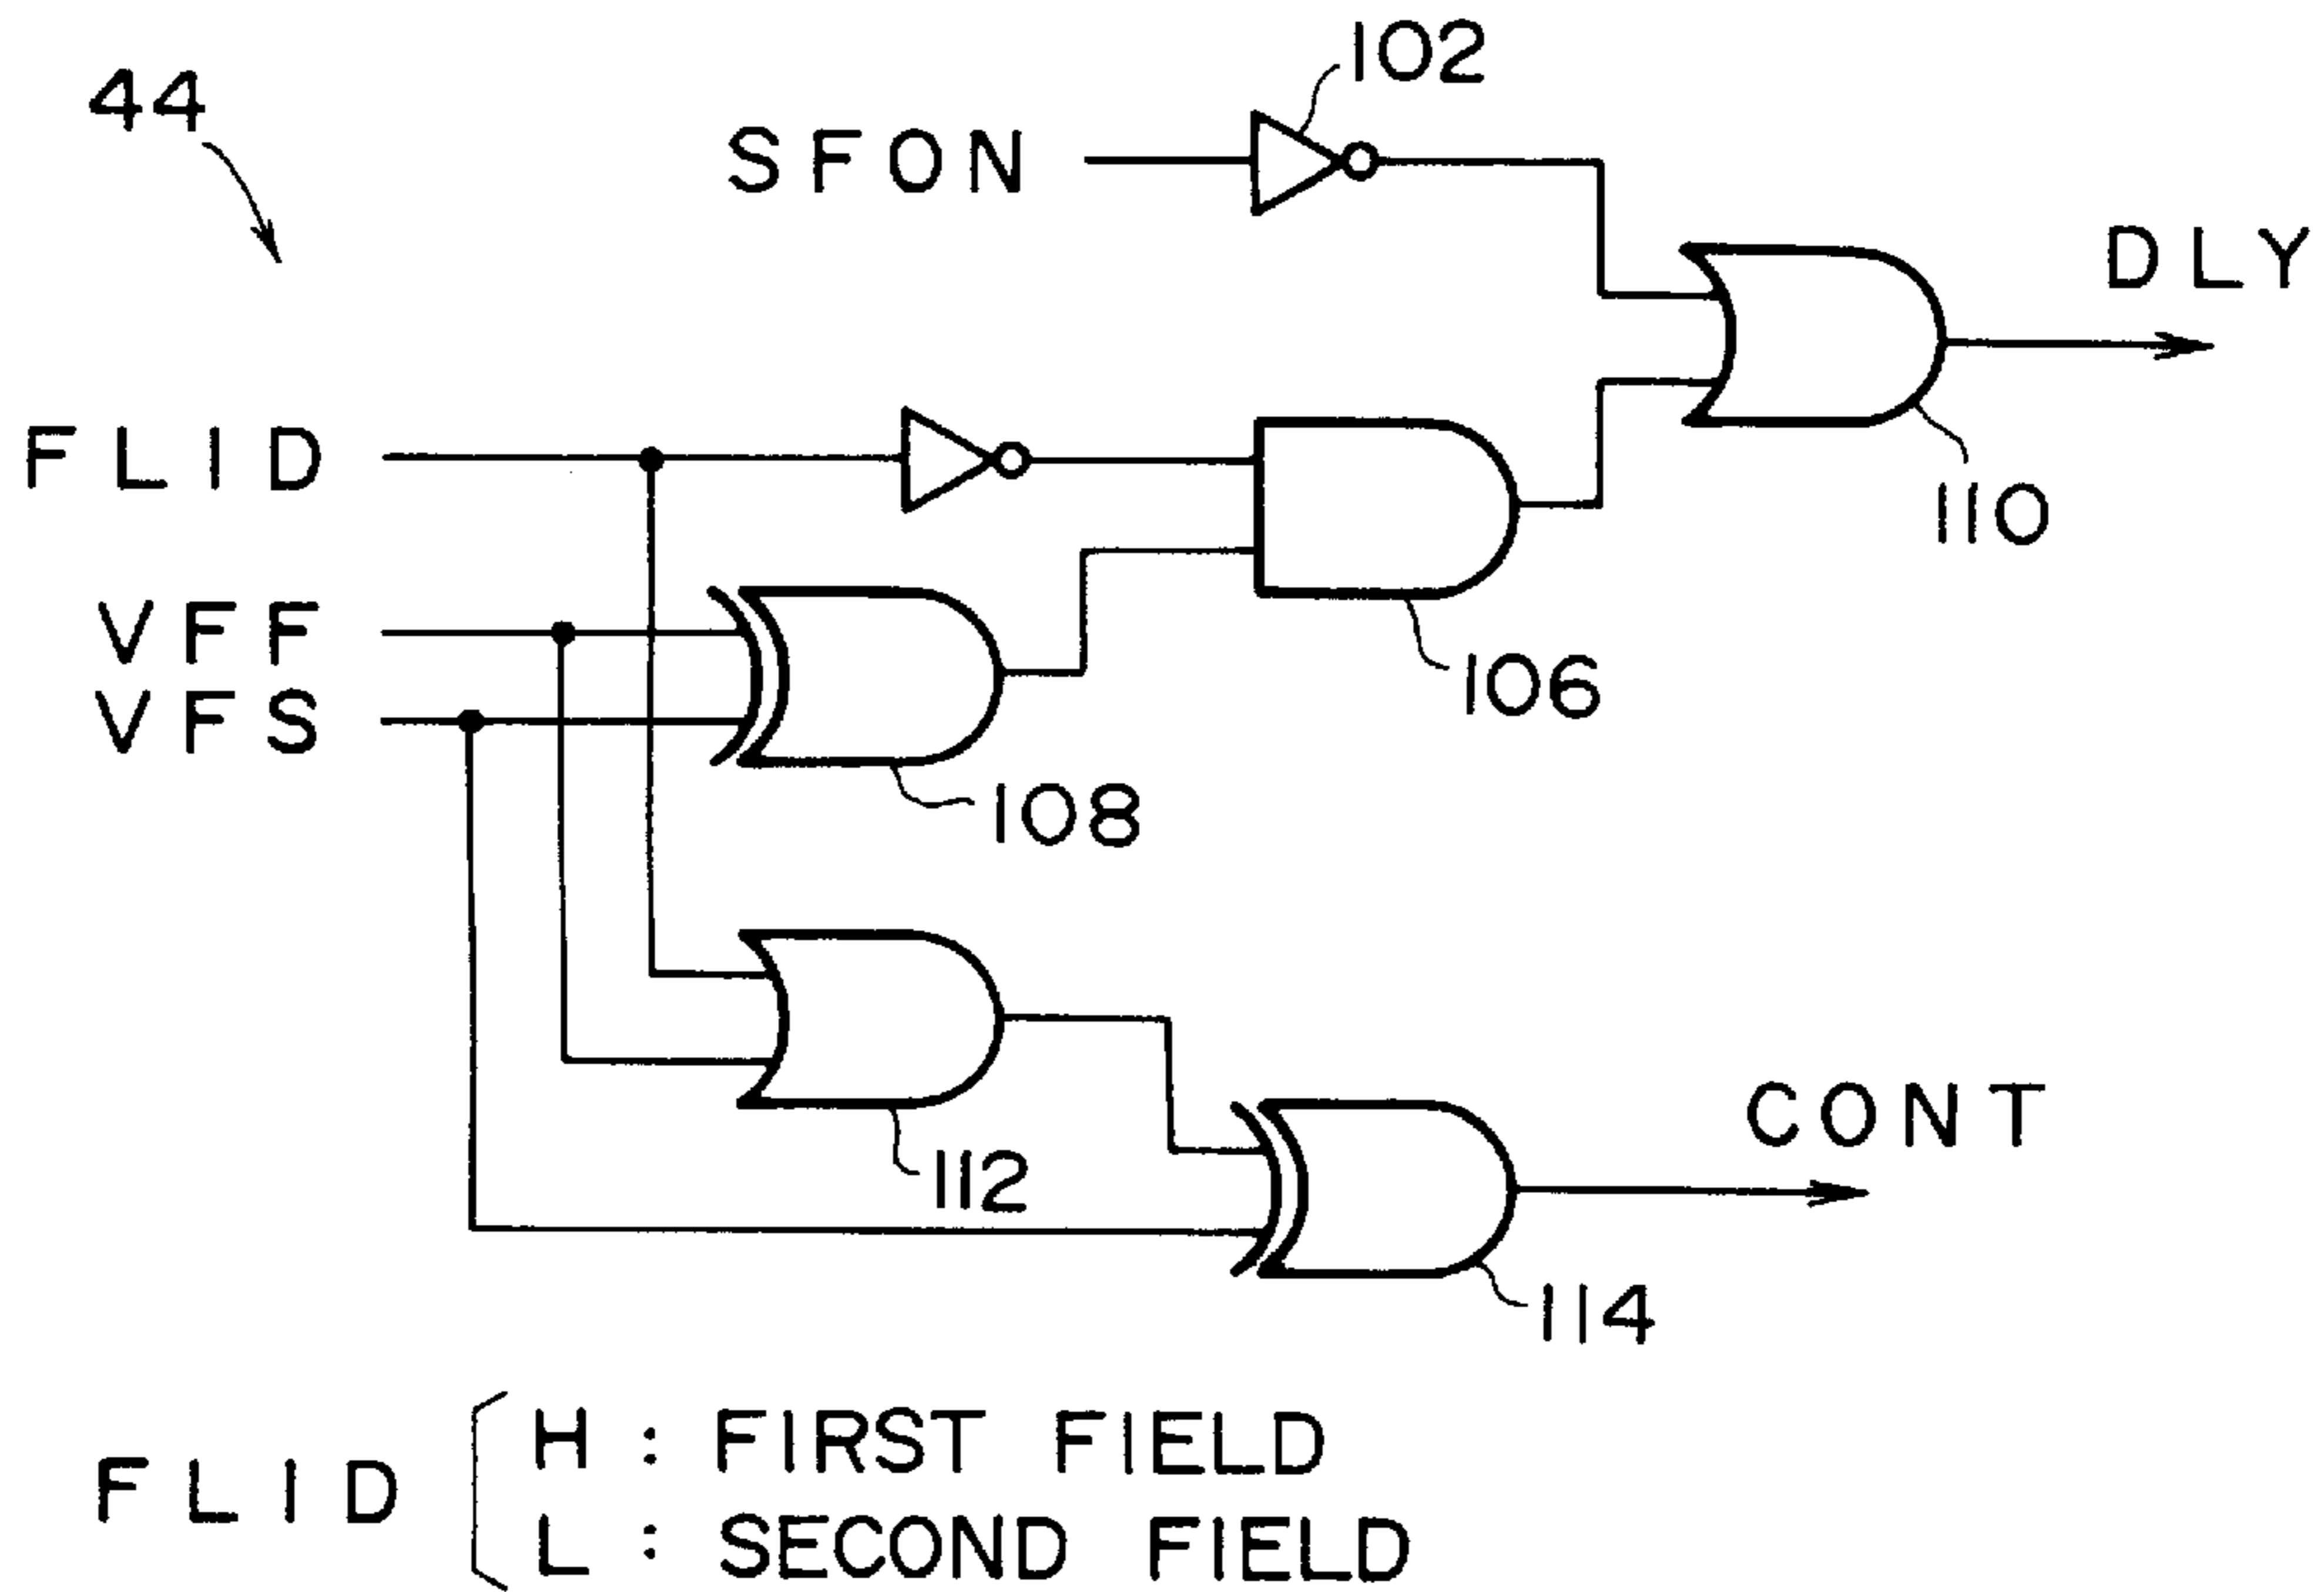 102
44
SFON
DLY
FLID
110
VFF
106
VFS
108
CONT
112
114
FLID H : FIRST FIELD
L : SECOND FIELD